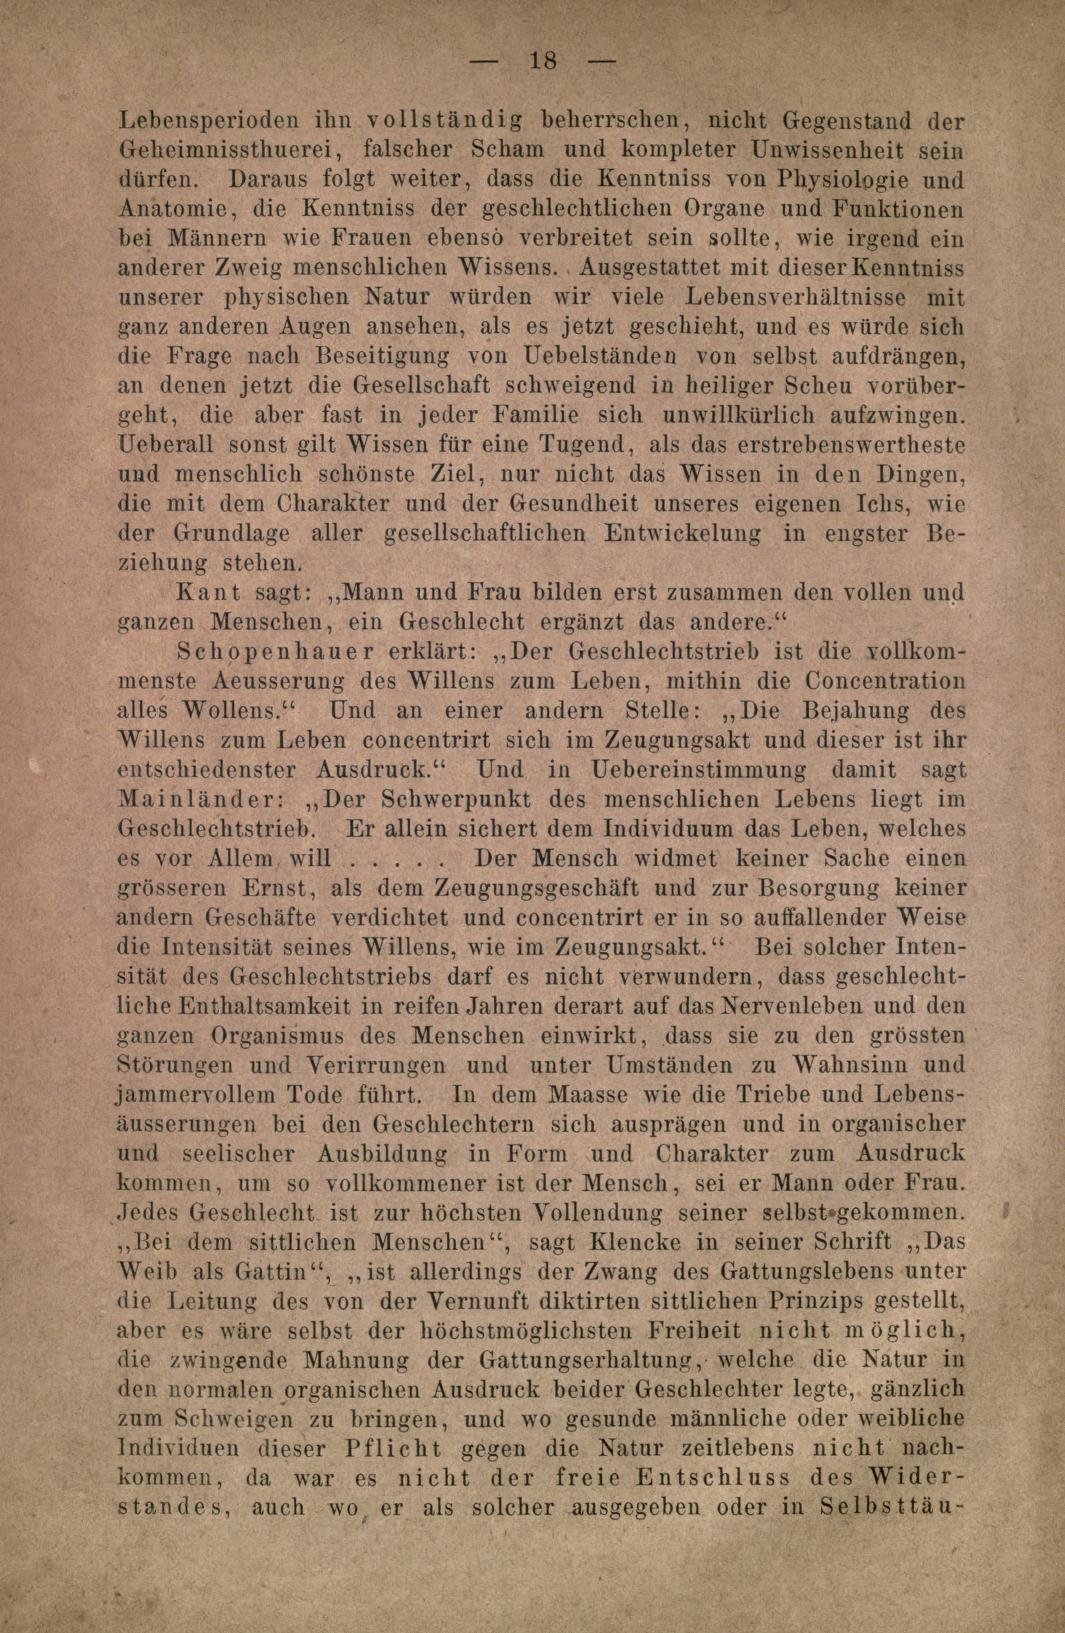 — 18 —
Lebensperioden ihn vollständig beherrschen, nicht Gegenstand der
Geheimnissthuerei, falscher Scham und kompleter Unwissenheit sein
dürfen. Daraus folgt weiter, dass die Kenntniss von Physiologie und
Anatomie, die Kenntniss der geschlechtlichen Organe und Funktionen
bei Männern wie Frauen ebenso verbreitet sein sollte, wie irgend ein
anderer Zweig menschlichen Wissens. Ausgestattet mit dieser Kenntniss
unserer physischen Natur würden wir viele Lebensverhältnisse mit
ganz anderen Augen ansehen, als es jetzt geschieht, und es würde sich
die Frage nach Beseitigung von Uebelständen von selbst aufdrängen,
an denen jetzt die Gesellschaft schweigend in heiliger Scheu vorüber-
geht, die aber fast in jeder Familie sich unwillkürlich aufzwingen.
Ueberall sonst gilt Wissen für eine Tugend, als das erstrebenswertheste
und menschlich schönste Ziel, nur nicht das Wissen in den Dingen,
die mit dem Charakter und der Gesundheit unseres eigenen Ichs, wie
der Grundlage aller gesellschaftlichen Entwickelung in engster Be-
ziehung stehen.
Kant sagt: „Mann und Frau bilden erst zusammen den vollen und
ganzen Menschen, ein Geschlecht ergänzt das andere.“
Schopenhauer erklärt: „Der Geschlechtstrieb ist die vollkom-
menste Aeusserung des Willens zum Leben, mithin die Concentration
alles Wollens.“ Und an einer andern Stelle: „Die Bejahung des
Willens zum Leben concentrirt sich im Zeugungsakt und dieser ist ihr
entschiedenster Ausdruck.“ Und in Uebereinstimmung damit sagt
Mainländer: „Der Schwerpunkt des menschlichen Lebens liegt im
Geschlechtstrieb. Er allein sichert dem Individuum das Leben, welches
es vor Allem will . . . . . Der Mensch widmet keiner Sache einen
grösseren Ernst, als dem Zeugungsgeschäft und zur Besorgung keiner
andern Geschäfte verdichtet und concentrirt er in so auffallender Weise
die Intensität seines Willens, wie im Zeugungsakt.“ Bei solcher Inten-
sität des Geschlechtstriebs darf es nicht verwundern, dass geschlecht-
liche Enthaltsamkeit in reifen Jahren derart auf das Nervenleben und den
ganzen Organismus des Menschen einwirkt, dass sie zu den grössten
Störungen und Verirrungen und unter Umständen zu Wahnsinn und
jammervollem Tode führt. In dem Maasse wie die Triebe und Lebens-
äusserungen bei den Geschlechtern sich ausprägen und in organischer
und seelischer Ausbildung in Form und Charakter zum Ausdruck
kommen, um so vollkommener ist der Mensch, sei er Mann oder Frau.
Jedes Geschlecht ist zur höchsten Vollendung seiner selbst gekommen.
„Bei dem sittlichen Menschen“, sagt Klencke in seiner Schrift „Das
Weib als Gattin“, „ist allerdings der Zwang des Gattungslebens unter
die Leitung des von der Vernunft diktirten sittlichen Prinzips gestellt,
aber es wäre selbst der höchstmöglichsten Freiheit nicht möglich,
die zwingende Mahnung der Gattungserhaltung, welche die Natur in
den normalen organischen Ausdruck beider Geschlechter legte, gänzlich
zum Schweigen zu bringen, und wo gesunde männliche oder weibliche
Individuen dieser Pflicht gegen die Natur zeitlebens nicht nach-
kommen, da war es nicht der freie Entschluss des Wider-
standes, auch wo er als solcher ausgegeben oder in Selbsttäu-